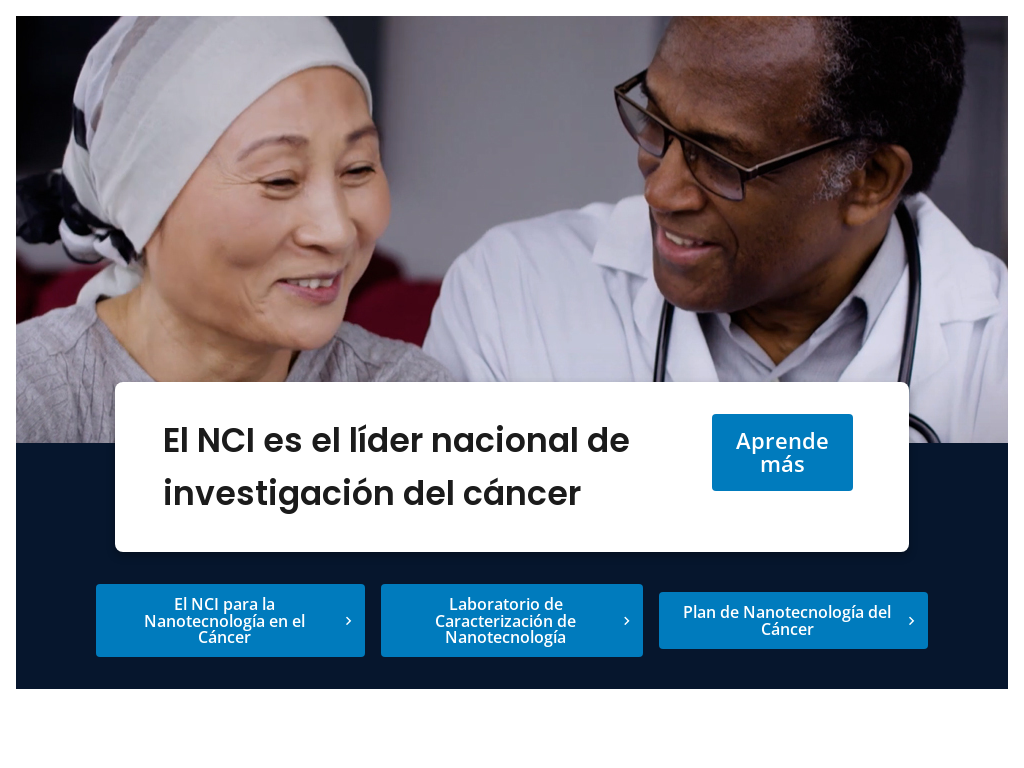 El NCI es el líder nacional de
investigación del cáncer
Aprende
más
El NCI para la
Nanotecnología en el
Cáncer
Laboratorio de
Caracterización de
Nanotecnología
Plan de Nanotecnología del
Cáncer